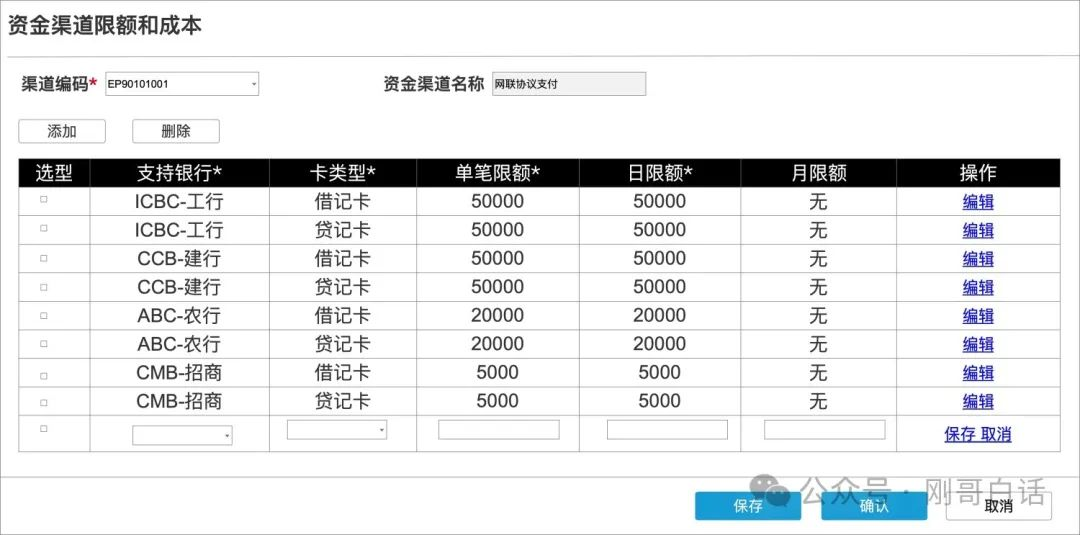 资金渠道限额和成本
渠道编码* EP90101001 资金渠道名称 网联协议支付
添加 删除
选型 支持银行* 卡类型* 单笔限额* 日限额* 月限额 操作
ICBC-工行 借记卡 50000 50000 无 编辑
ICBC-工行 贷记卡 50000 50000 无 编辑
CCB-建行 借记卡 50000 50000 无 编辑
CCB-建行 贷记卡 50000 50000 无 编辑
ABC-农行 借记卡 20000 20000 无 编辑
ABC-农行 贷记卡 20000 20000 无 编辑
CMB-招商 借记卡 5000 5000 无 编辑
CMB-招商 贷记卡 5000 5000 无 编辑
保存 取消
公众号·刚哥白话
保存 确认 取消